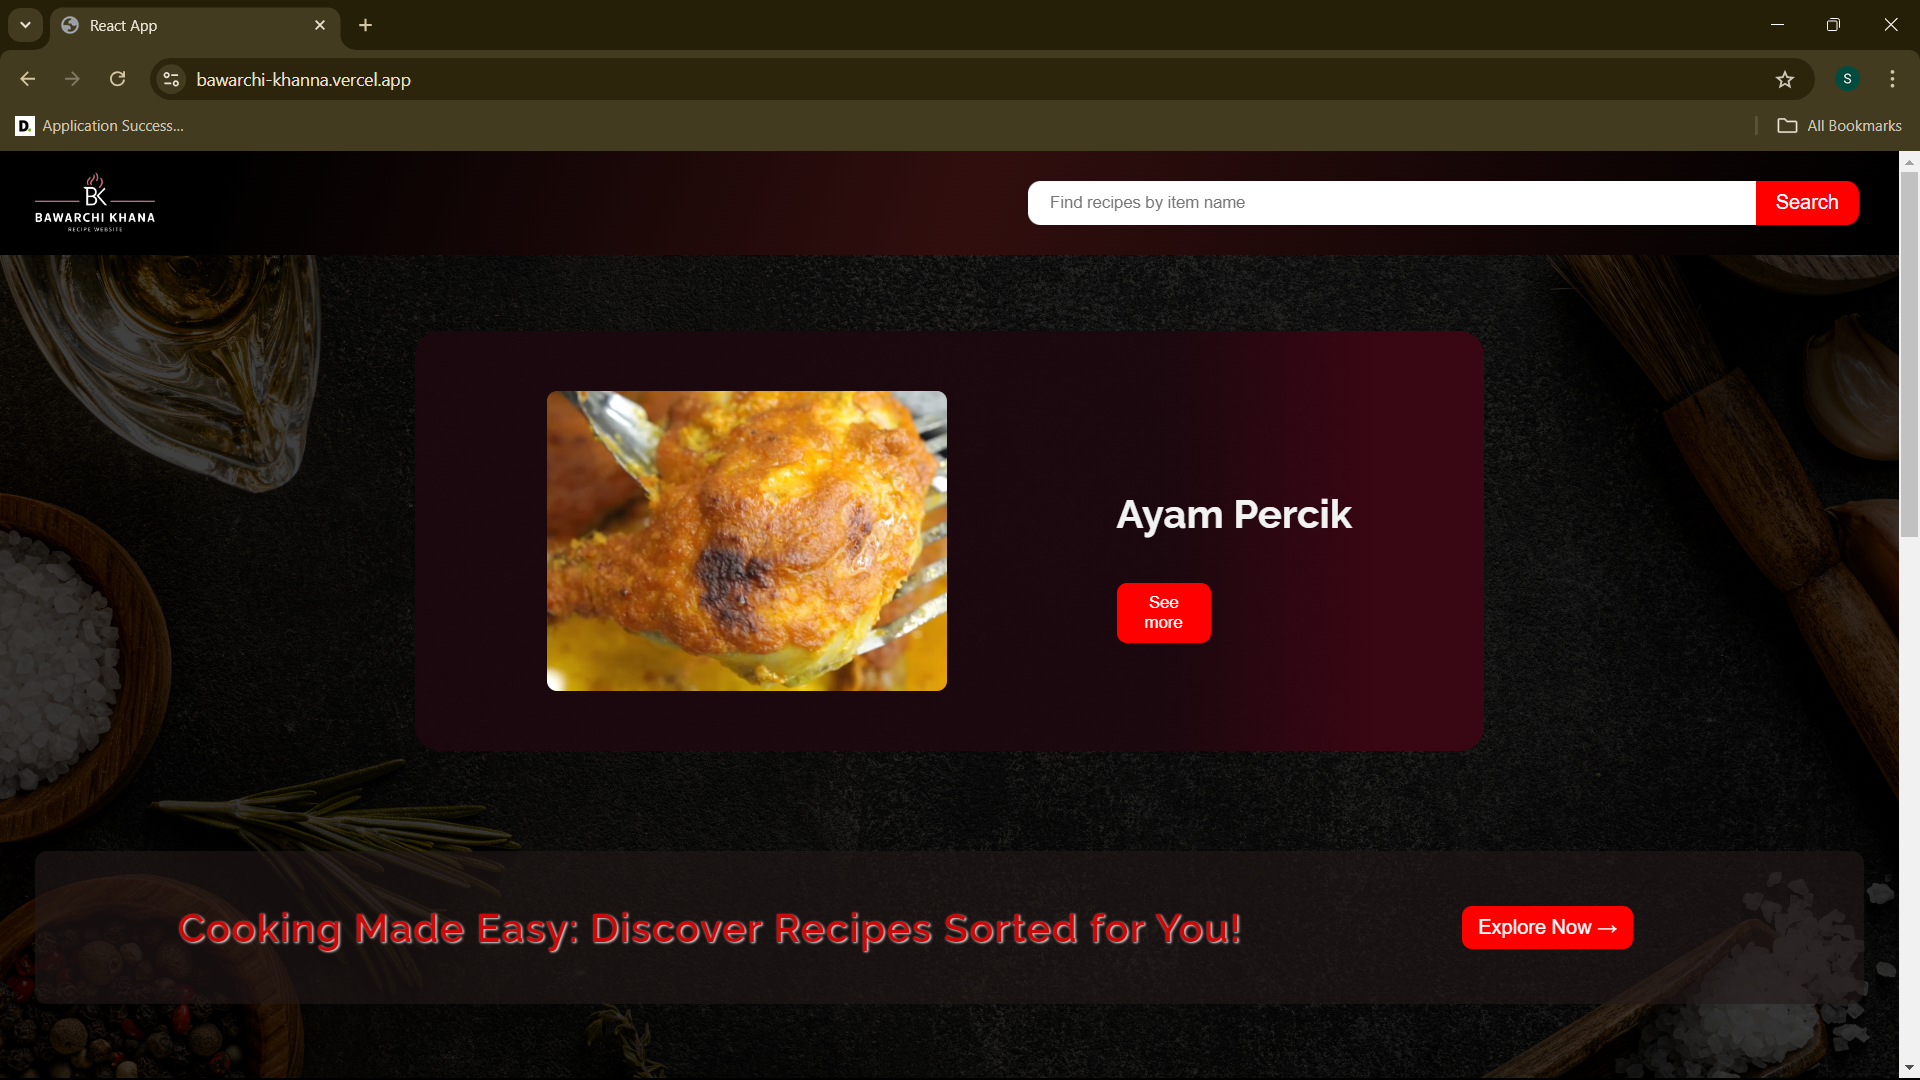 React App
bawarchi-khanna.vercel.app
S
D.
Application Success...
All Bookmarks
BK
BAWARCHI KHANA
RECIPE WEBSITE
Find recipes by item name
Search
Ayam Percik
See
more
Cooking Made Easy: Discover Recipes Sorted for You!
Explore Now →